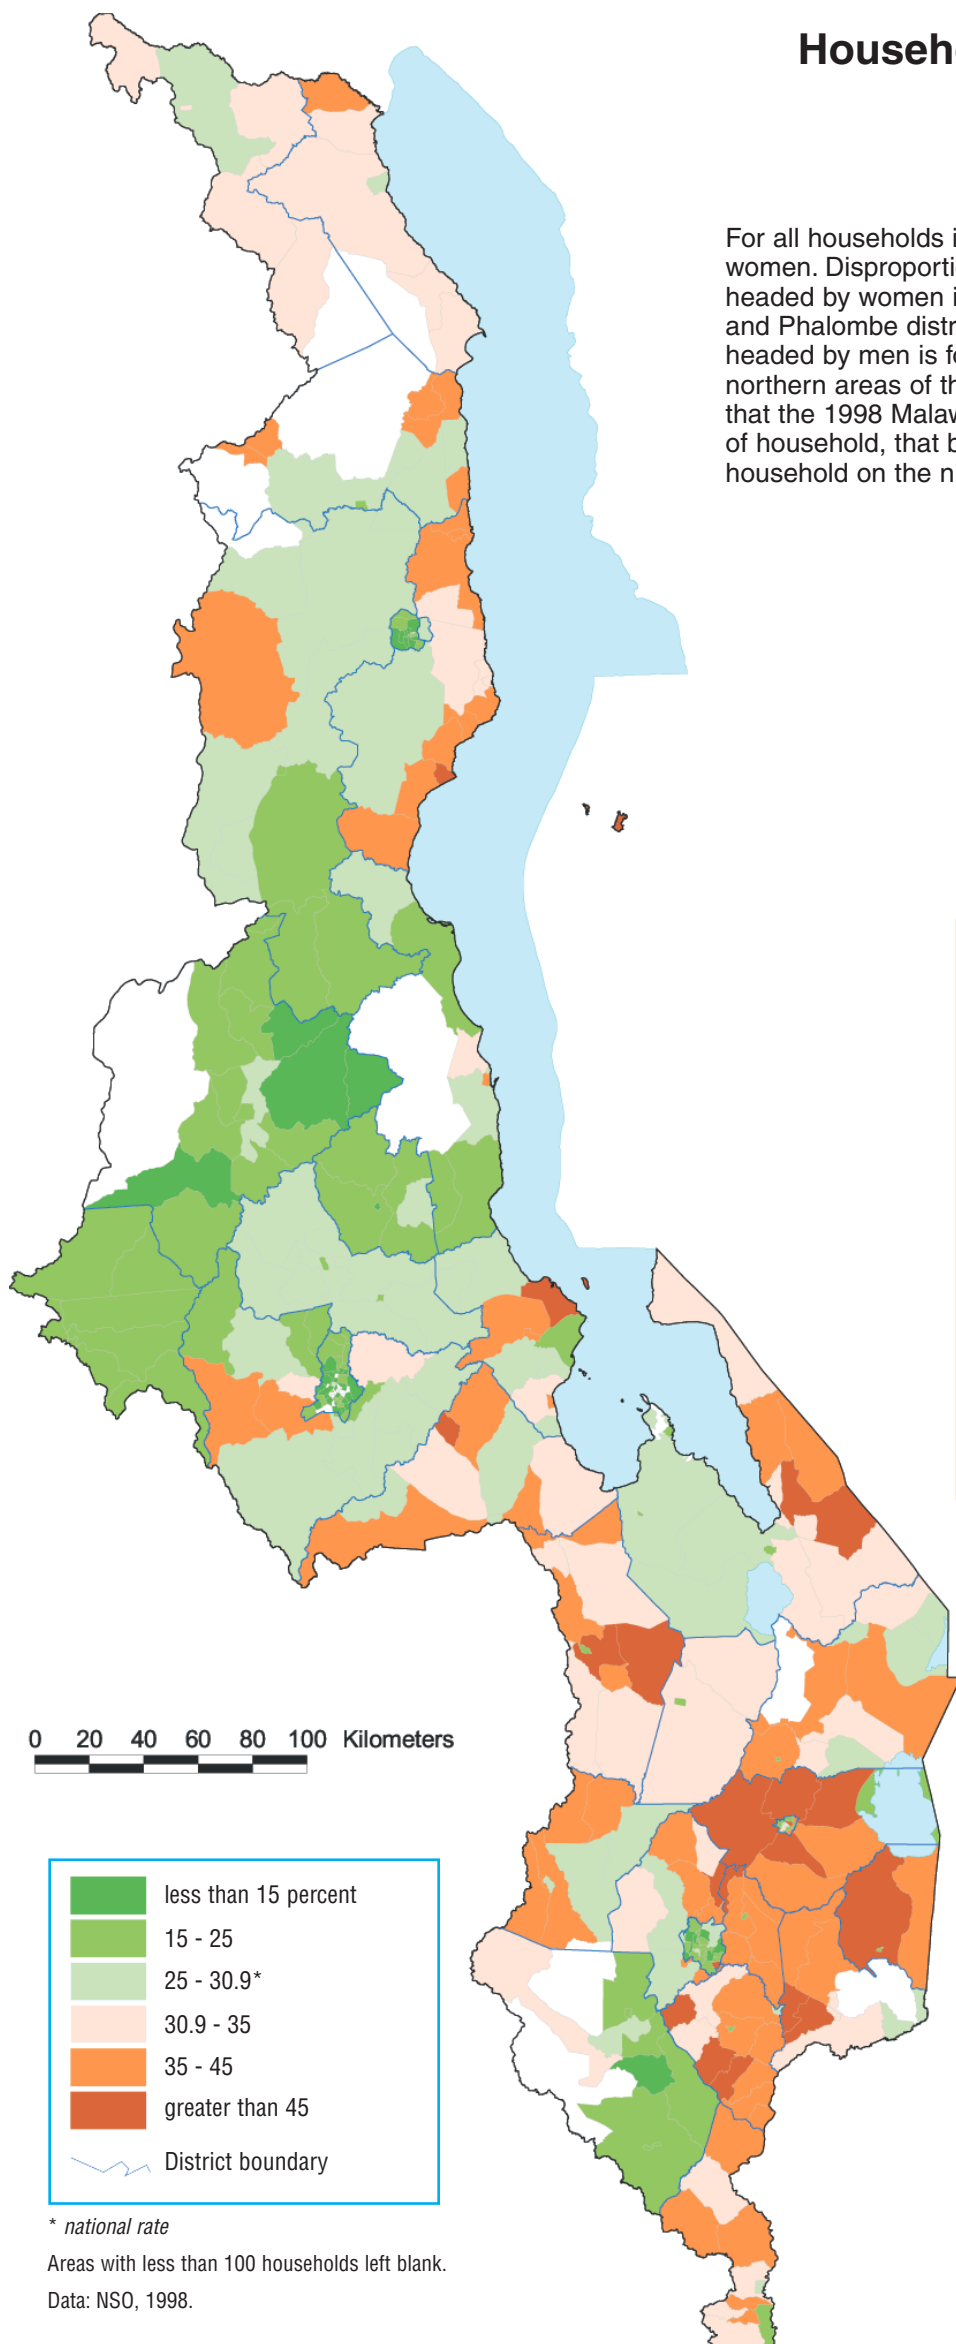 Househ
For all households i
women. Disproporti
headed by women i
and Phalombe distr
headed by men is f
northern areas of th
that the 1998 Malav
of household, that b
household on the n
0 20 40 60 80 100 Kilometers
less than 15 percent
15 - 25
25 - 30.9*
30.9 - 35
35 - 45
greater than 45
District boundary
* national rate
Areas with less than 100 households left blank.
Data: NSO, 1998.